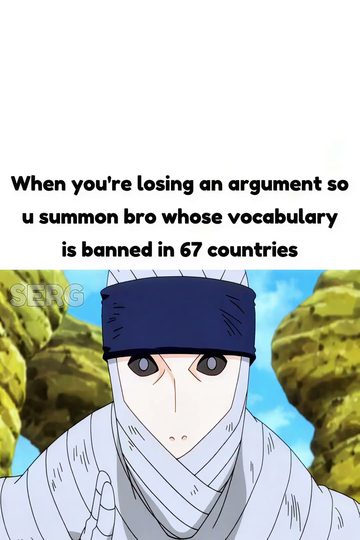 When you're losing an argument so
u summon bro whose vocabulary
is banned in 67 countries
SERG